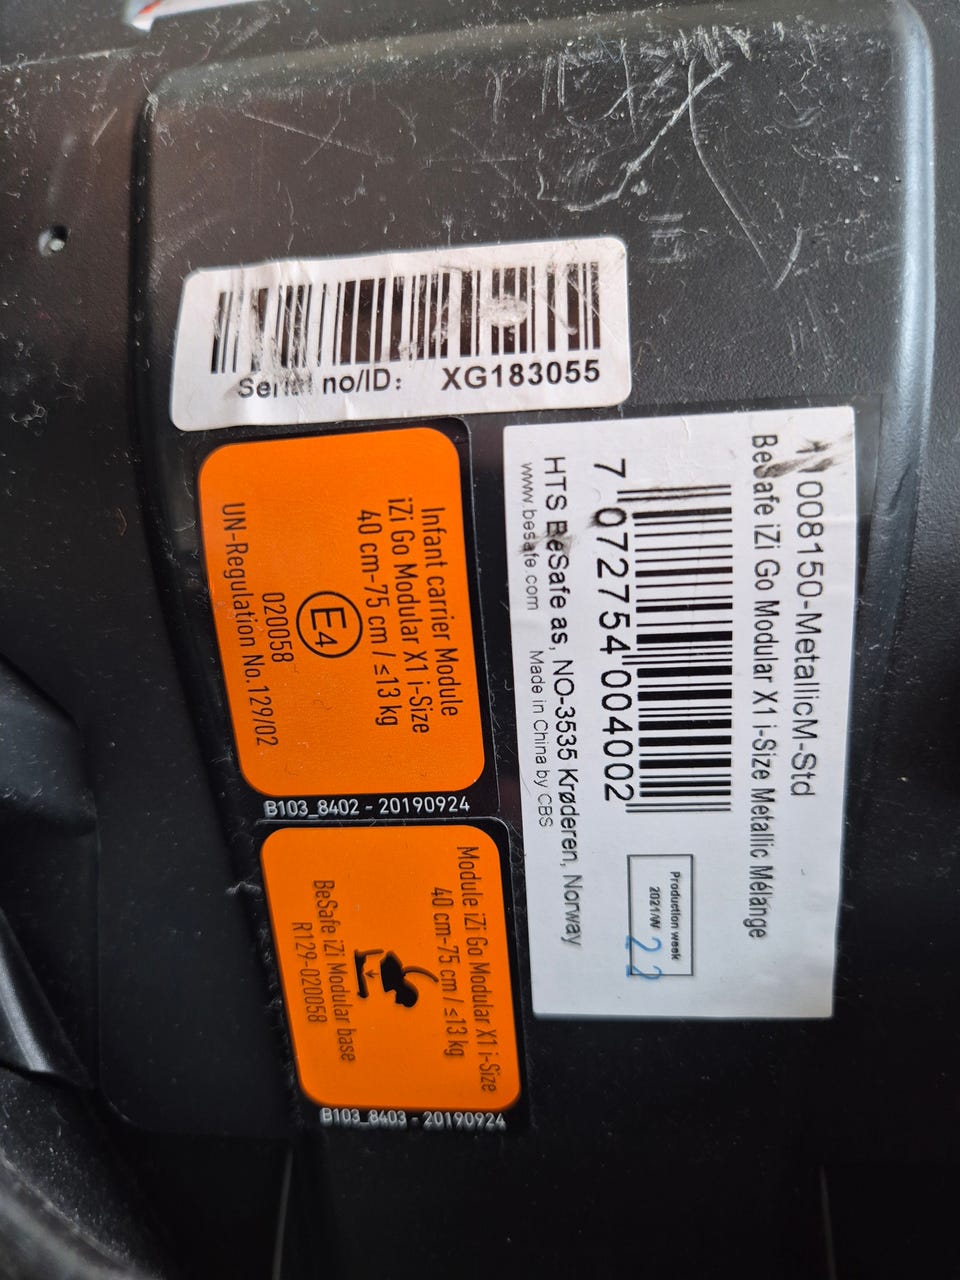 Serial no/ID: XG183055
Infant carrier Module
iZi Go Modular X1 i-Size
40 cm-75 cm / ≤13 kg
E4
020058
UN-Regulation No.129/02
B103_8402 - 20190924
Module iZi Go Modular X1 i-Size
40 cm-75 cm / ≤13 kg
BeSafe iZi Modular base
R129-020058
B103_8403 - 20190924
11008150-MetallicM-Std
BeSafe iZi Go Modular X1 i-Size Metallic Mélange
7 072754 004002
Production week
2021/W 22
HTS BeSafe as, NO-3535 Krøderen, Norway
www.besafe.com Made in China by CBS